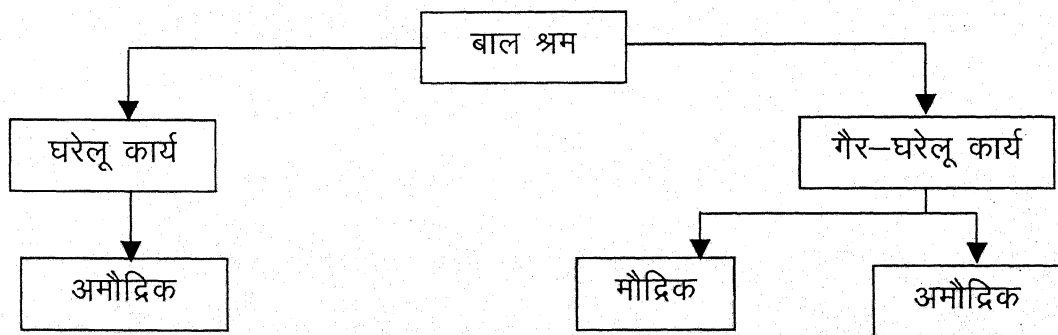 बाल श्रम
घरेलू कार्य
गैर–घरेलू कार्य
अमौद्रिक
मौद्रिक
अमौद्रिक